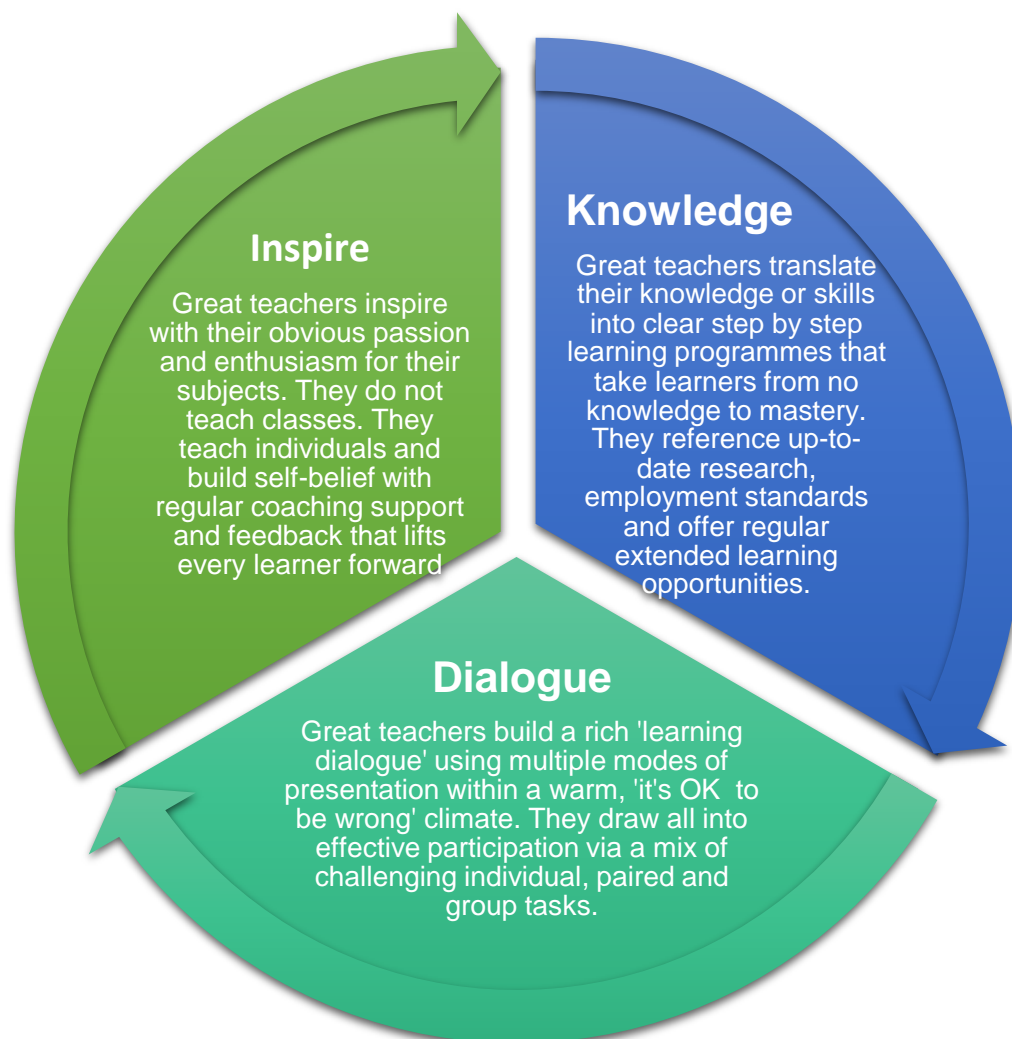 Inspire
Great teachers inspire
with their obvious passion
and enthusiasm for their
subjects. They do not
teach classes. They
teach individuals and
build self-belief with
regular coaching support
and feedback that lifts
every learner forward
Knowledge
Great teachers translate
their knowledge or skills
into clear step by step
learning programmes that
take learners from no
knowledge to mastery.
They reference up-to-
date research,
employment standards
and offer regular
extended learning
opportunities.
Dialogue
Great teachers build a rich 'learning
dialogue' using multiple modes of
presentation within a warm, 'it's OK  to
be wrong' climate. They draw all into
effective participation via a mix of
challenging individual, paired and
group tasks.